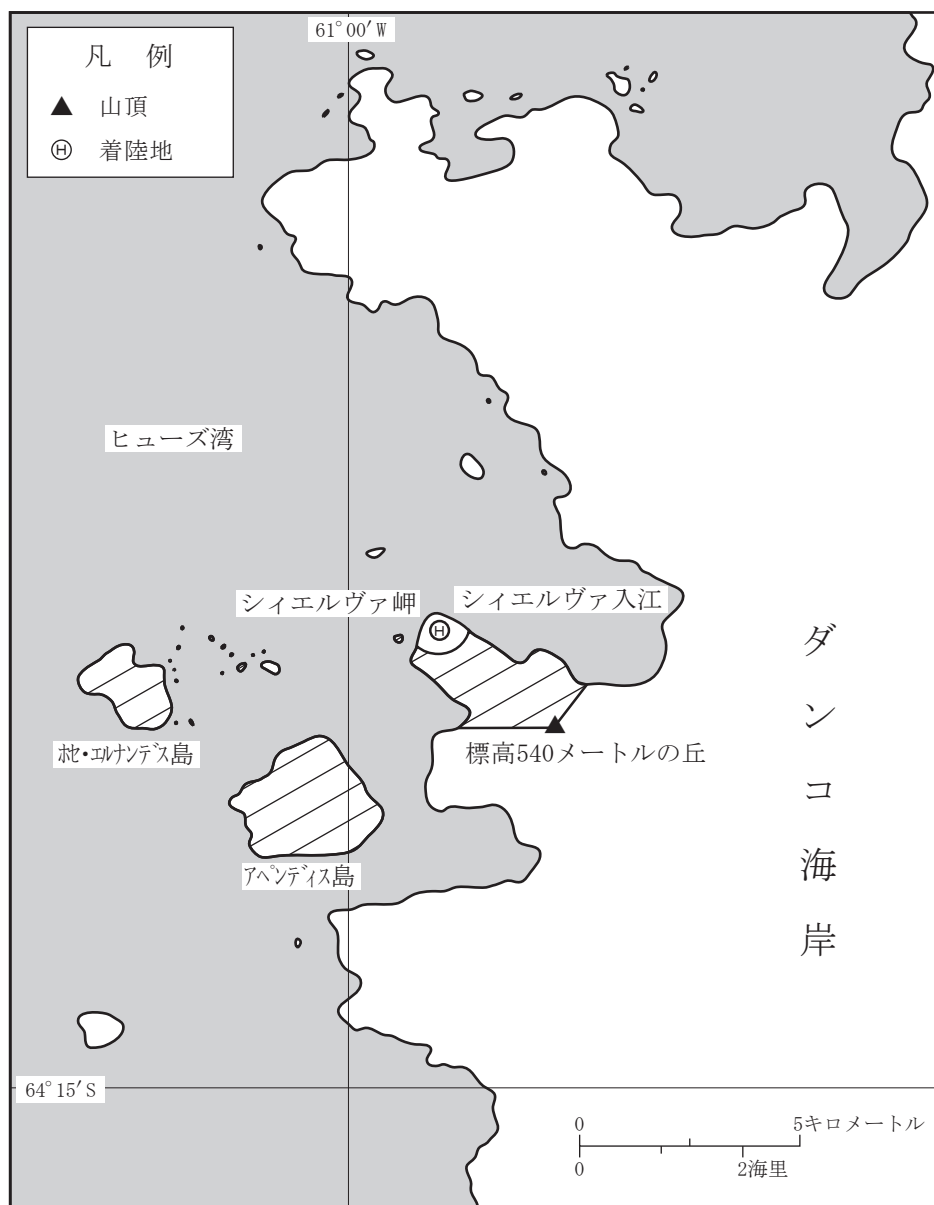 61°00′W
凡 例
山頂
Ⓗ 着陸地
ヒューズ湾
シィエルヴァ岬
シィエルヴァ入江
Ⓗ
ホセ・エルナンデス島
標高540メートルの丘
アペンディス島
ダンコ海岸
64°15′S
0 5キロメートル
0 2海里